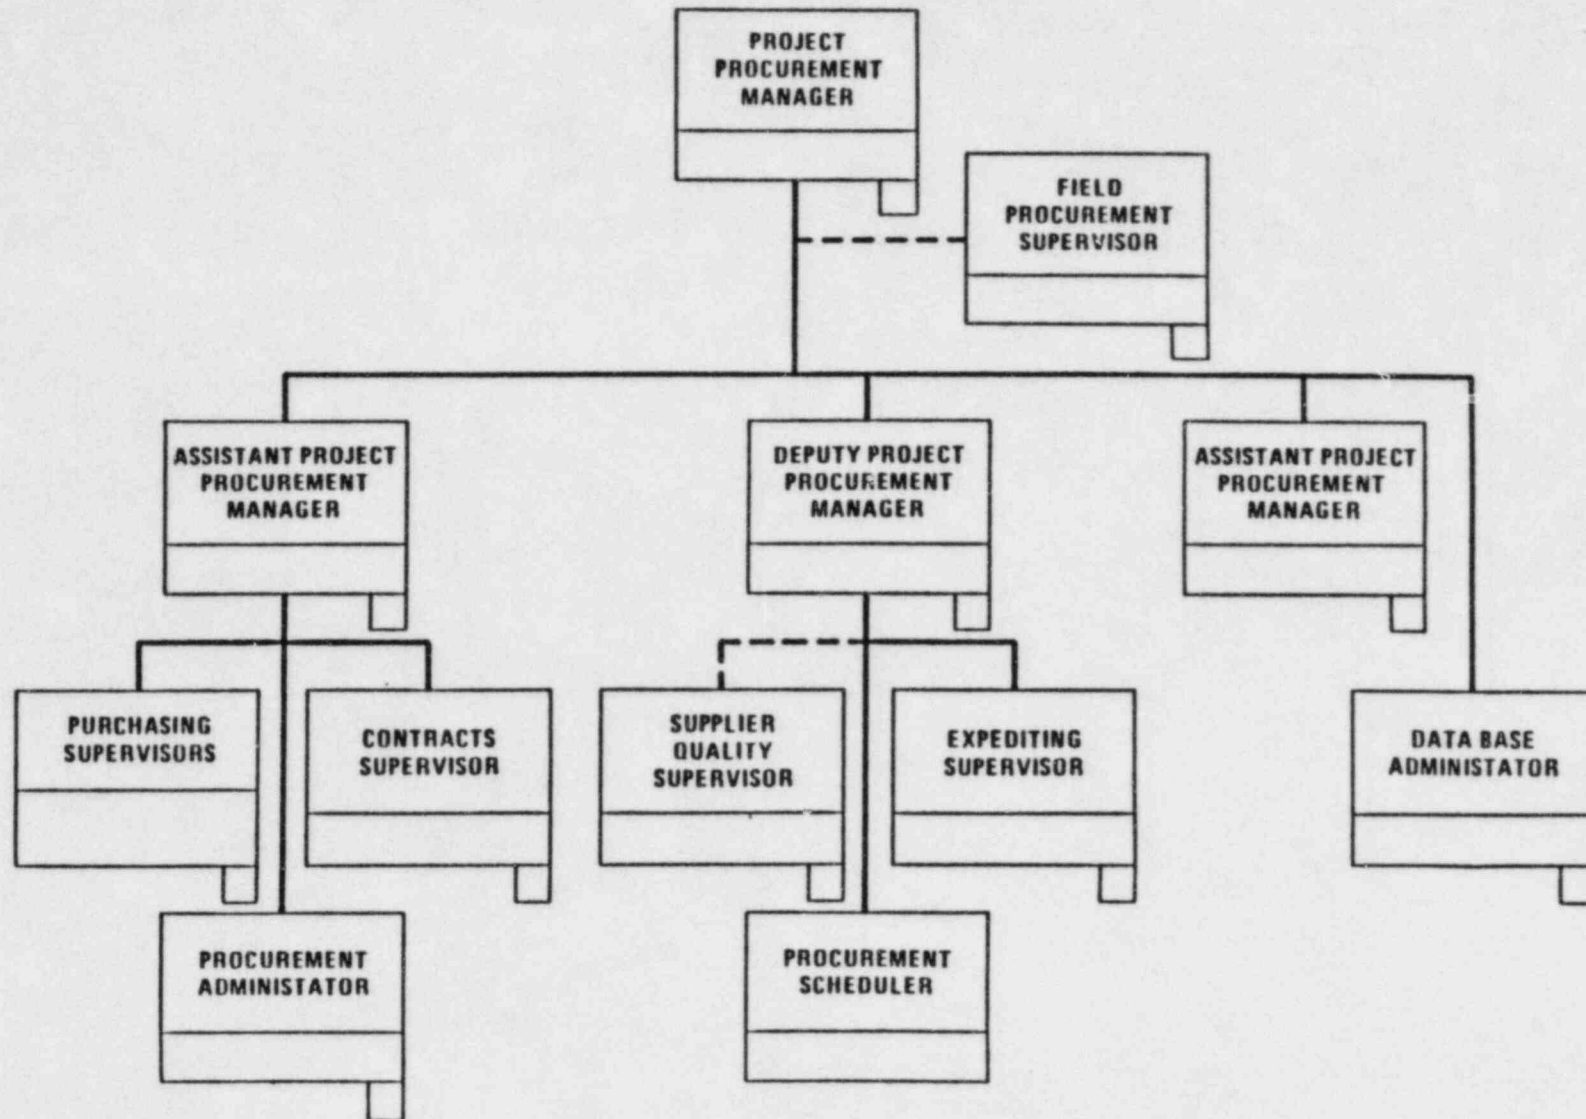 PROJECT
PROCUREMENT
MANAGER
FIELD
PROCUREMENT
SUPERVISOR
ASSISTANT PROJECT
PROCUREMENT
MANAGER
DEPUTY PROJECT
PROCUREMENT
MANAGER
ASSISTANT PROJECT
PROCUREMENT
MANAGER
PURCHASING
SUPERVISORS
CONTRACTS
SUPERVISOR
SUPPLIER
QUALITY
SUPERVISOR
EXPEDITING
SUPERVISOR
DATA BASE
ADMINISTATOR
PROCUREMENT
ADMINISTATOR
PROCUREMENT
SCHEDULER